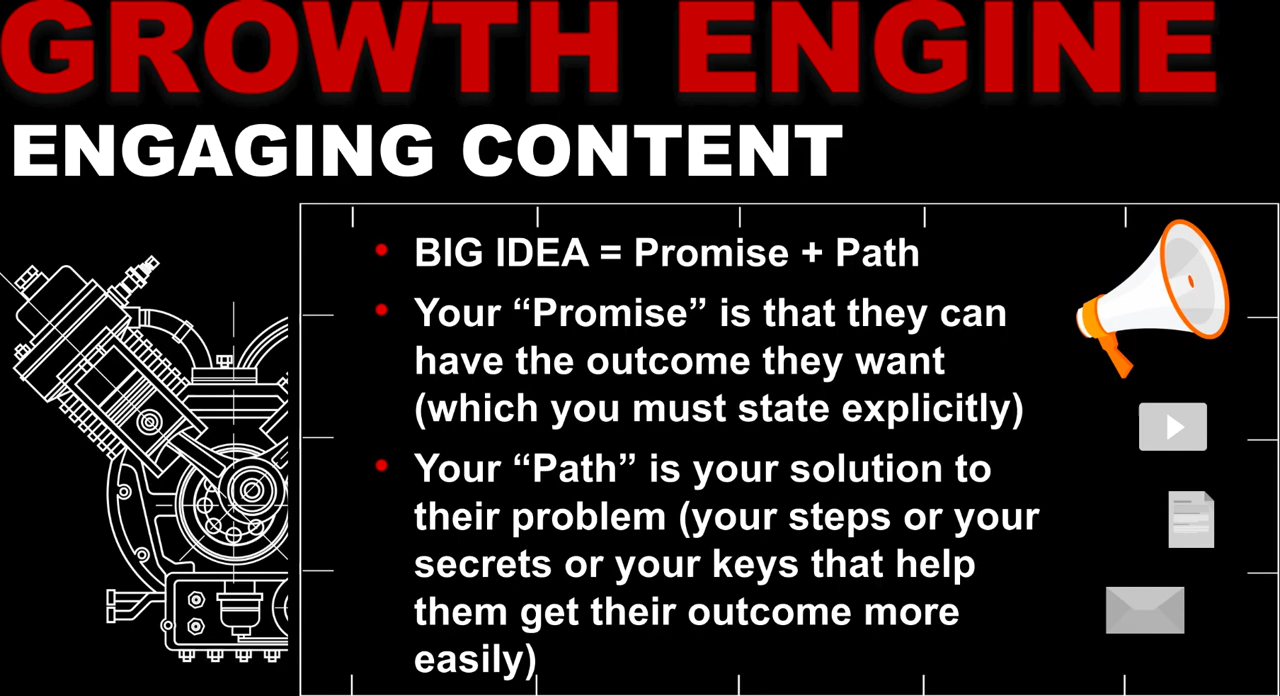 GROWTH ENGINE
ENGAGING CONTENT
• BIG IDEA = Promise + Path
• Your “Promise” is that they can
have the outcome they want
(which you must state explicitly)
• Your “Path” is your solution to
their problem (your steps or your
secrets or your keys that help
them get their outcome more
easily)